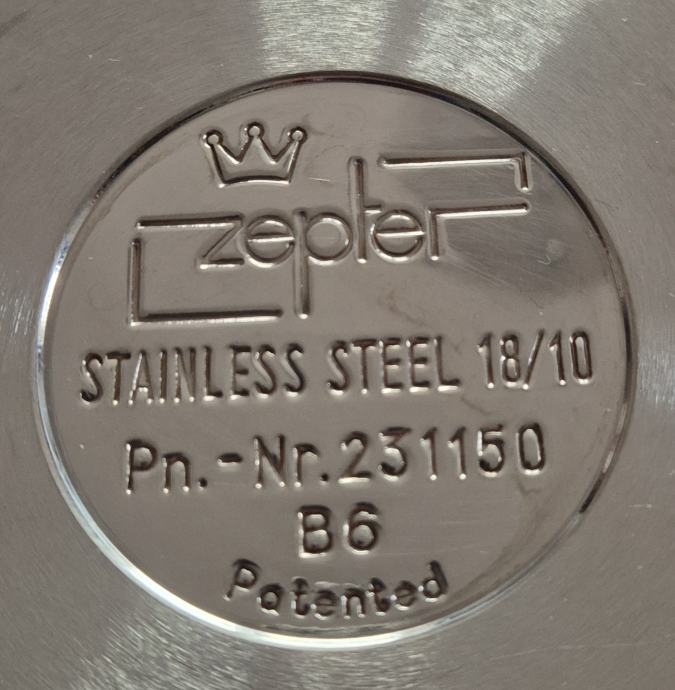 zepter
STAINLESS STEEL 18/10
Pn.-Nr.231150
B6
Patented